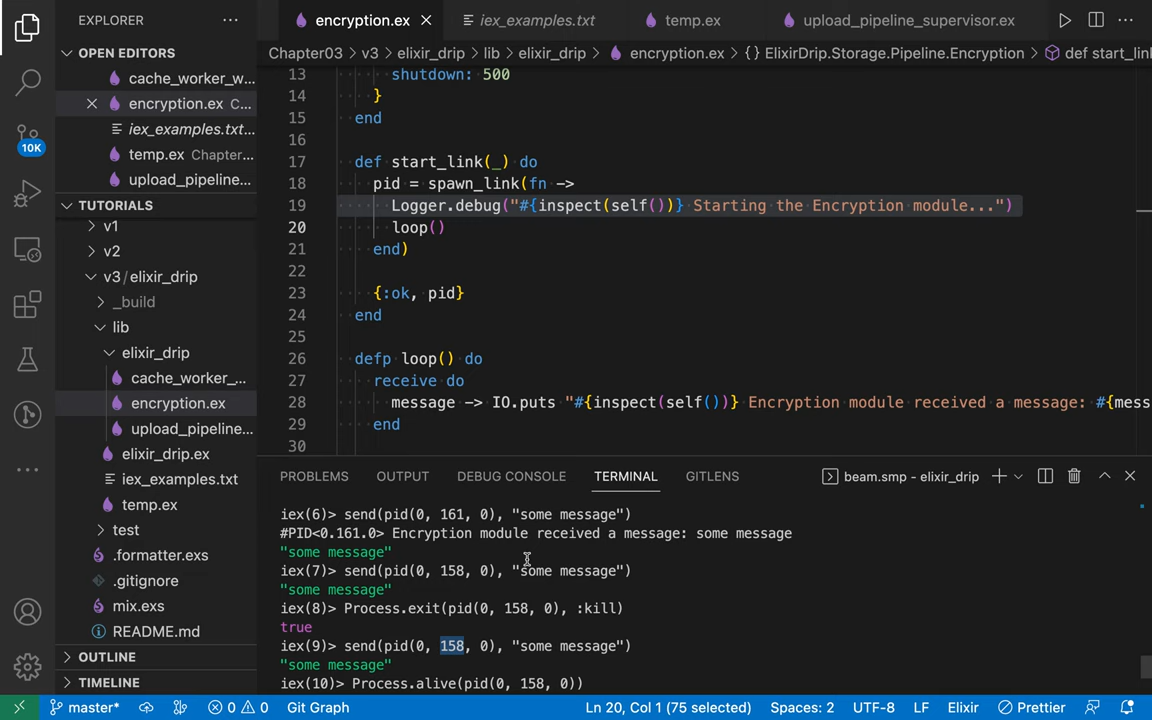 EXPLORER
OPEN EDITORS
cache_worker_w...
encryption.ex C...
iex_examples.txt...
temp.ex Chapter...
upload_pipeline...
TUTORIALS
v1
v2
v3/elixir_drip
_build
lib
elixir_drip
cache_worker_...
encryption.ex
upload_pipeline...
elixir_drip.ex
iex_examples.txt
temp.ex
test
.formatter.exs
.gitignore
mix.exs
README.md
OUTLINE
TIMELINE
10K
encryption.ex iex_examples.txt temp.ex upload_pipeline_supervisor.ex
Chapter03 > v3 > elixir_drip > lib > elixir_drip > encryption.ex > {} ElixirDrip.Storage.Pipeline.Encryption > def start_link
13 shutdown: 500
14 }
15 end
16
17 def start_link(_) do
18 pid = spawn_link(fn ->
19 Logger.debug("#{inspect(self())} Starting the Encryption module...")
20 loop()
21 end)
22
23 {:ok, pid}
24 end
25
26 defp loop() do
27 receive do
28 message -> IO.puts "#{inspect(self())} Encryption module received a message: #{mess
29 end
30
PROBLEMS OUTPUT DEBUG CONSOLE TERMINAL GITLENS beam.smp - elixir_drip
iex(6)> send(pid(0, 161, 0), "some message")
#PID<0.161.0> Encryption module received a message: some message
"some message"
iex(7)> send(pid(0, 158, 0), "some message")
"some message"
iex(8)> Process.exit(pid(0, 158, 0), :kill)
true
iex(9)> send(pid(0, 158, 0), "some message")
"some message"
iex(10)> Process.alive(pid(0, 158, 0))
master* 0 0 Git Graph Ln 20, Col 1 (75 selected) Spaces: 2 UTF-8 LF Elixir Prettier